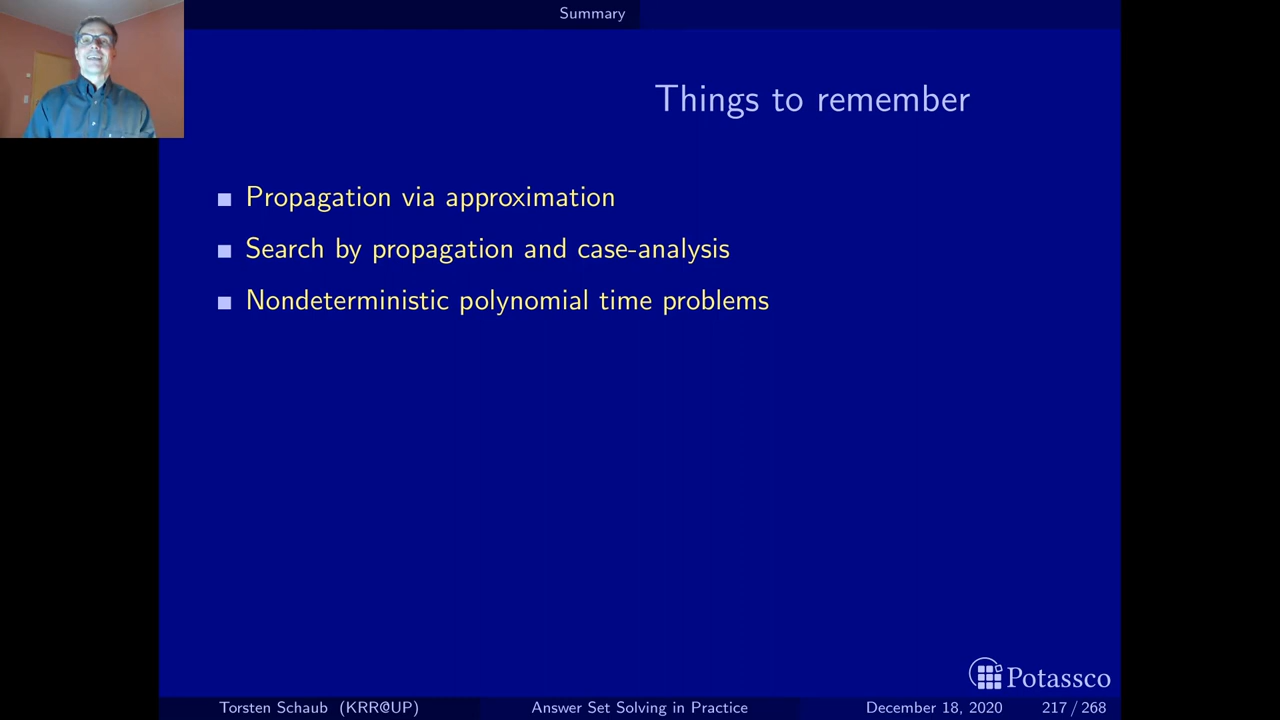 Summary
Things to remember
Propagation via approximation
Search by propagation and case-analysis
Nondeterministic polynomial time problems
Potassco
Torsten Schaub (KRR@UP) Answer Set Solving in Practice December 18, 2020 217 / 268